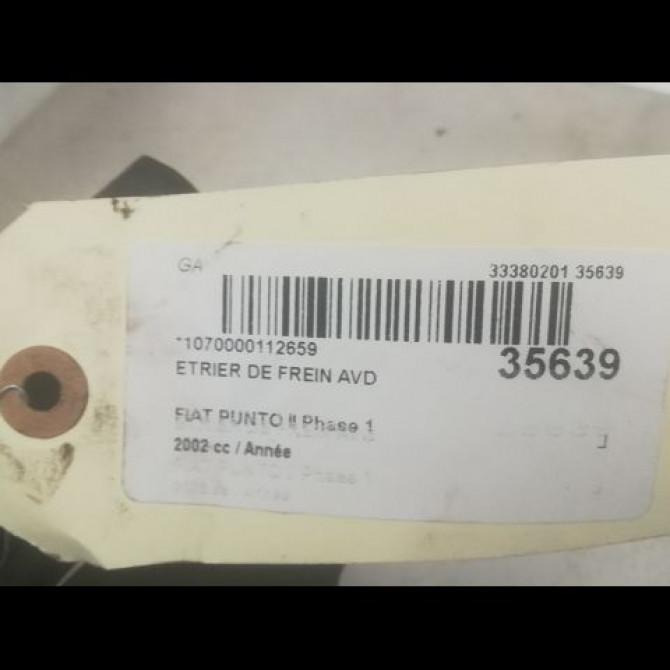 GA
33380201 35639
*1070000112659
35639
ETRIER DE FREIN AVD
FIAT PUNTO II Phase 1
2002 cc / Année